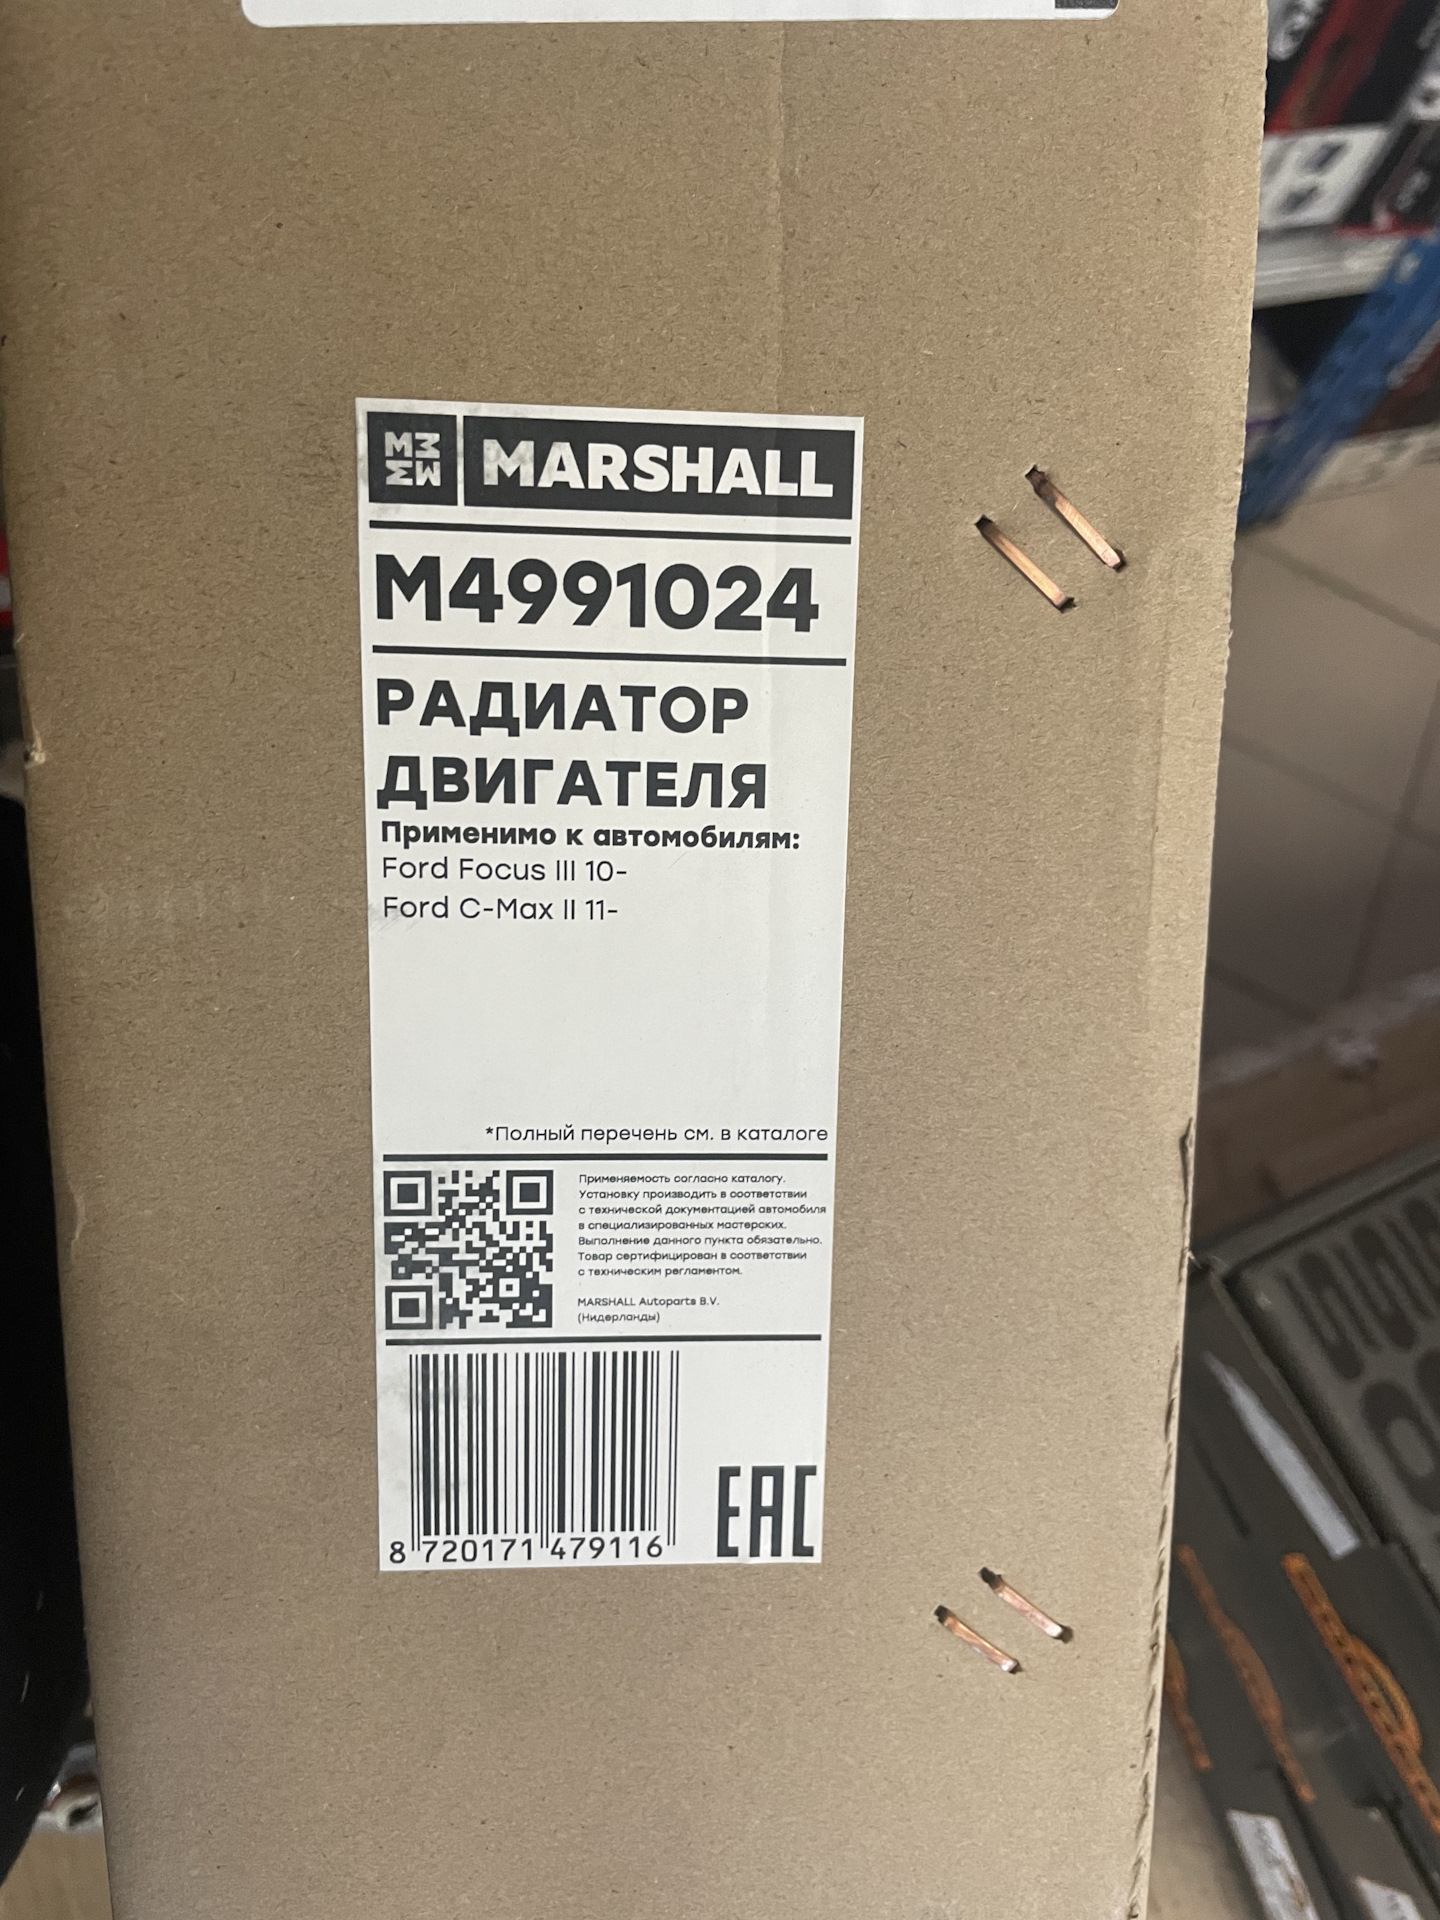 MARSHALL
M4991024
РАДИАТОР
ДВИГАТЕЛЯ
Применимо к автомобилям:
Ford Focus III 10-
Ford C-Max II 11-
*Полный перечень см. в каталоге
Применяемость согласно каталогу.
Установку производить в соответствии
с технической документацией автомобиля
в специализированных мастерских.
Выполнение данного пункта обязательно.
Товар сертифицирован в соответствии
с техническим регламентом.
MARSHALL Autoparts B.V.
(Нидерланды)
EAC
8 720171 479116